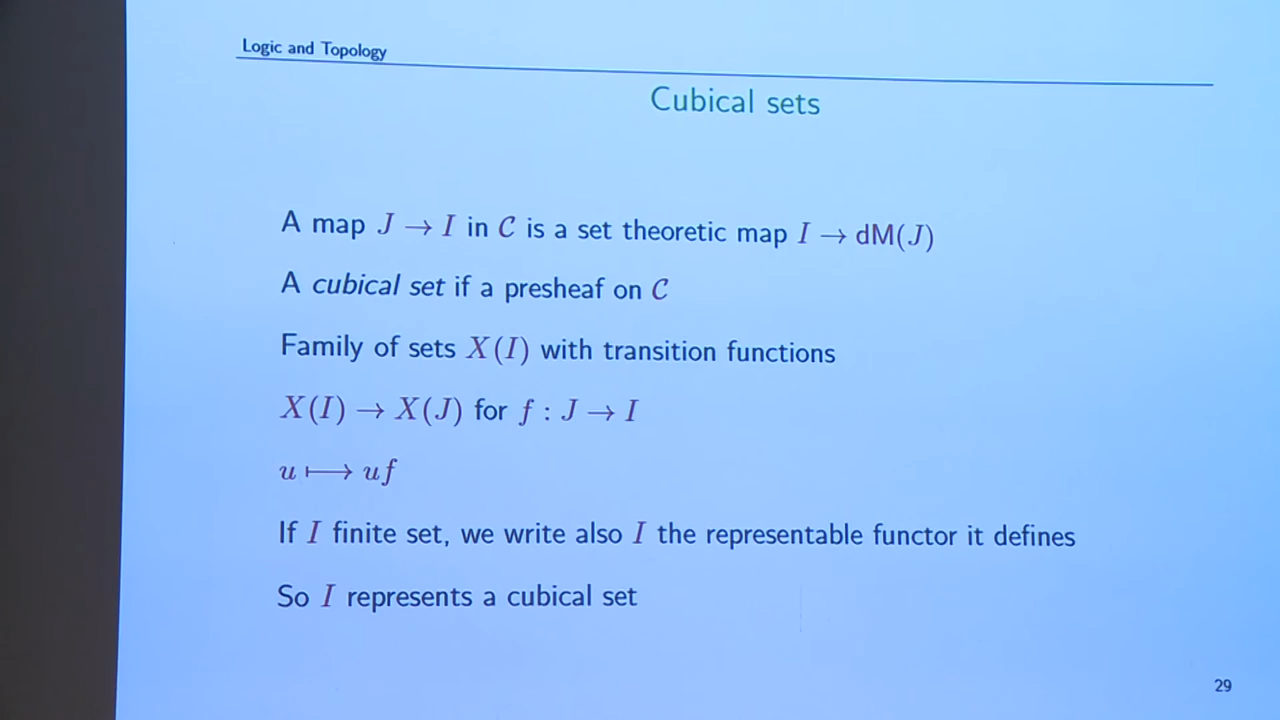 Logic and Topology
Cubical sets
A map J → I in 𝒞 is a set theoretic map I → dM(J)
A cubical set if a presheaf on 𝒞
Family of sets X(I) with transition functions
X(I) → X(J) for f : J → I
u ⟼ uf
If I finite set, we write also I the representable functor it defines
So I represents a cubical set
29